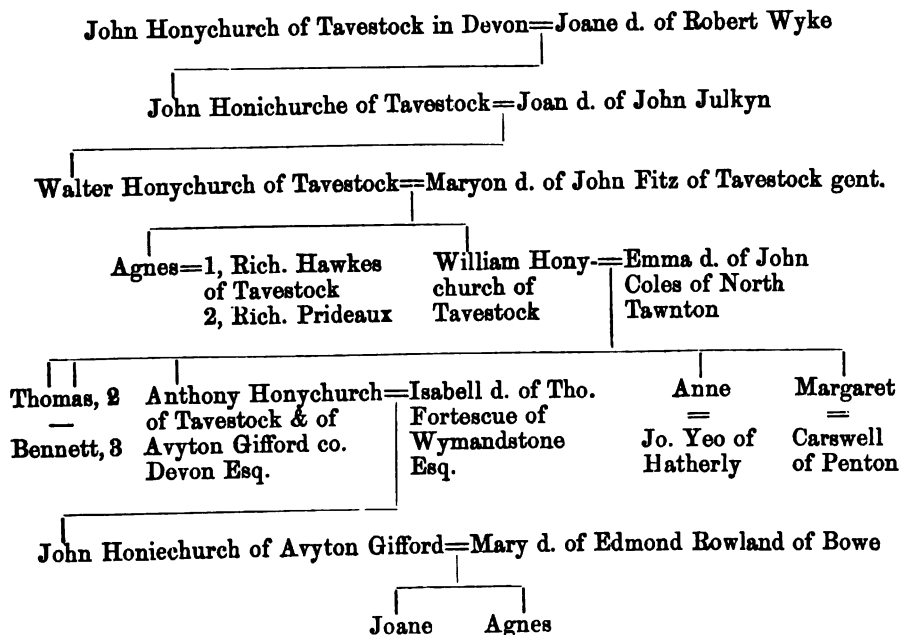 John Honychurch of Tavestock in Devon=Joane d. of Robert Wyke
John Honichurche of Tavestock=Joan d. of John Julkyn
Walter Honychurch of Tavestock=Maryon d. of John Fitz of Tavestock gent.
Agnes=1, Rich. Hawkes
of Tavestock
2, Rich. Prideaux
William Hony-=Emma d. of John
church of
Tavestock
Coles of North
Tawnton
Thomas, 2
—
Bennett, 3
Anthony Honychurch=Isabell d. of Tho.
of Tavestock & of
Avyton Gifford co.
Devon Esq.
Fortescue of
Wymandstone
Esq.
Anne
=
Jo. Yeo of
Hatherly
Margaret
=
Carswell
of Penton
John Honiechurch of Avyton Gifford=Mary d. of Edmond Rowland of Bowe
Joane
Agnes